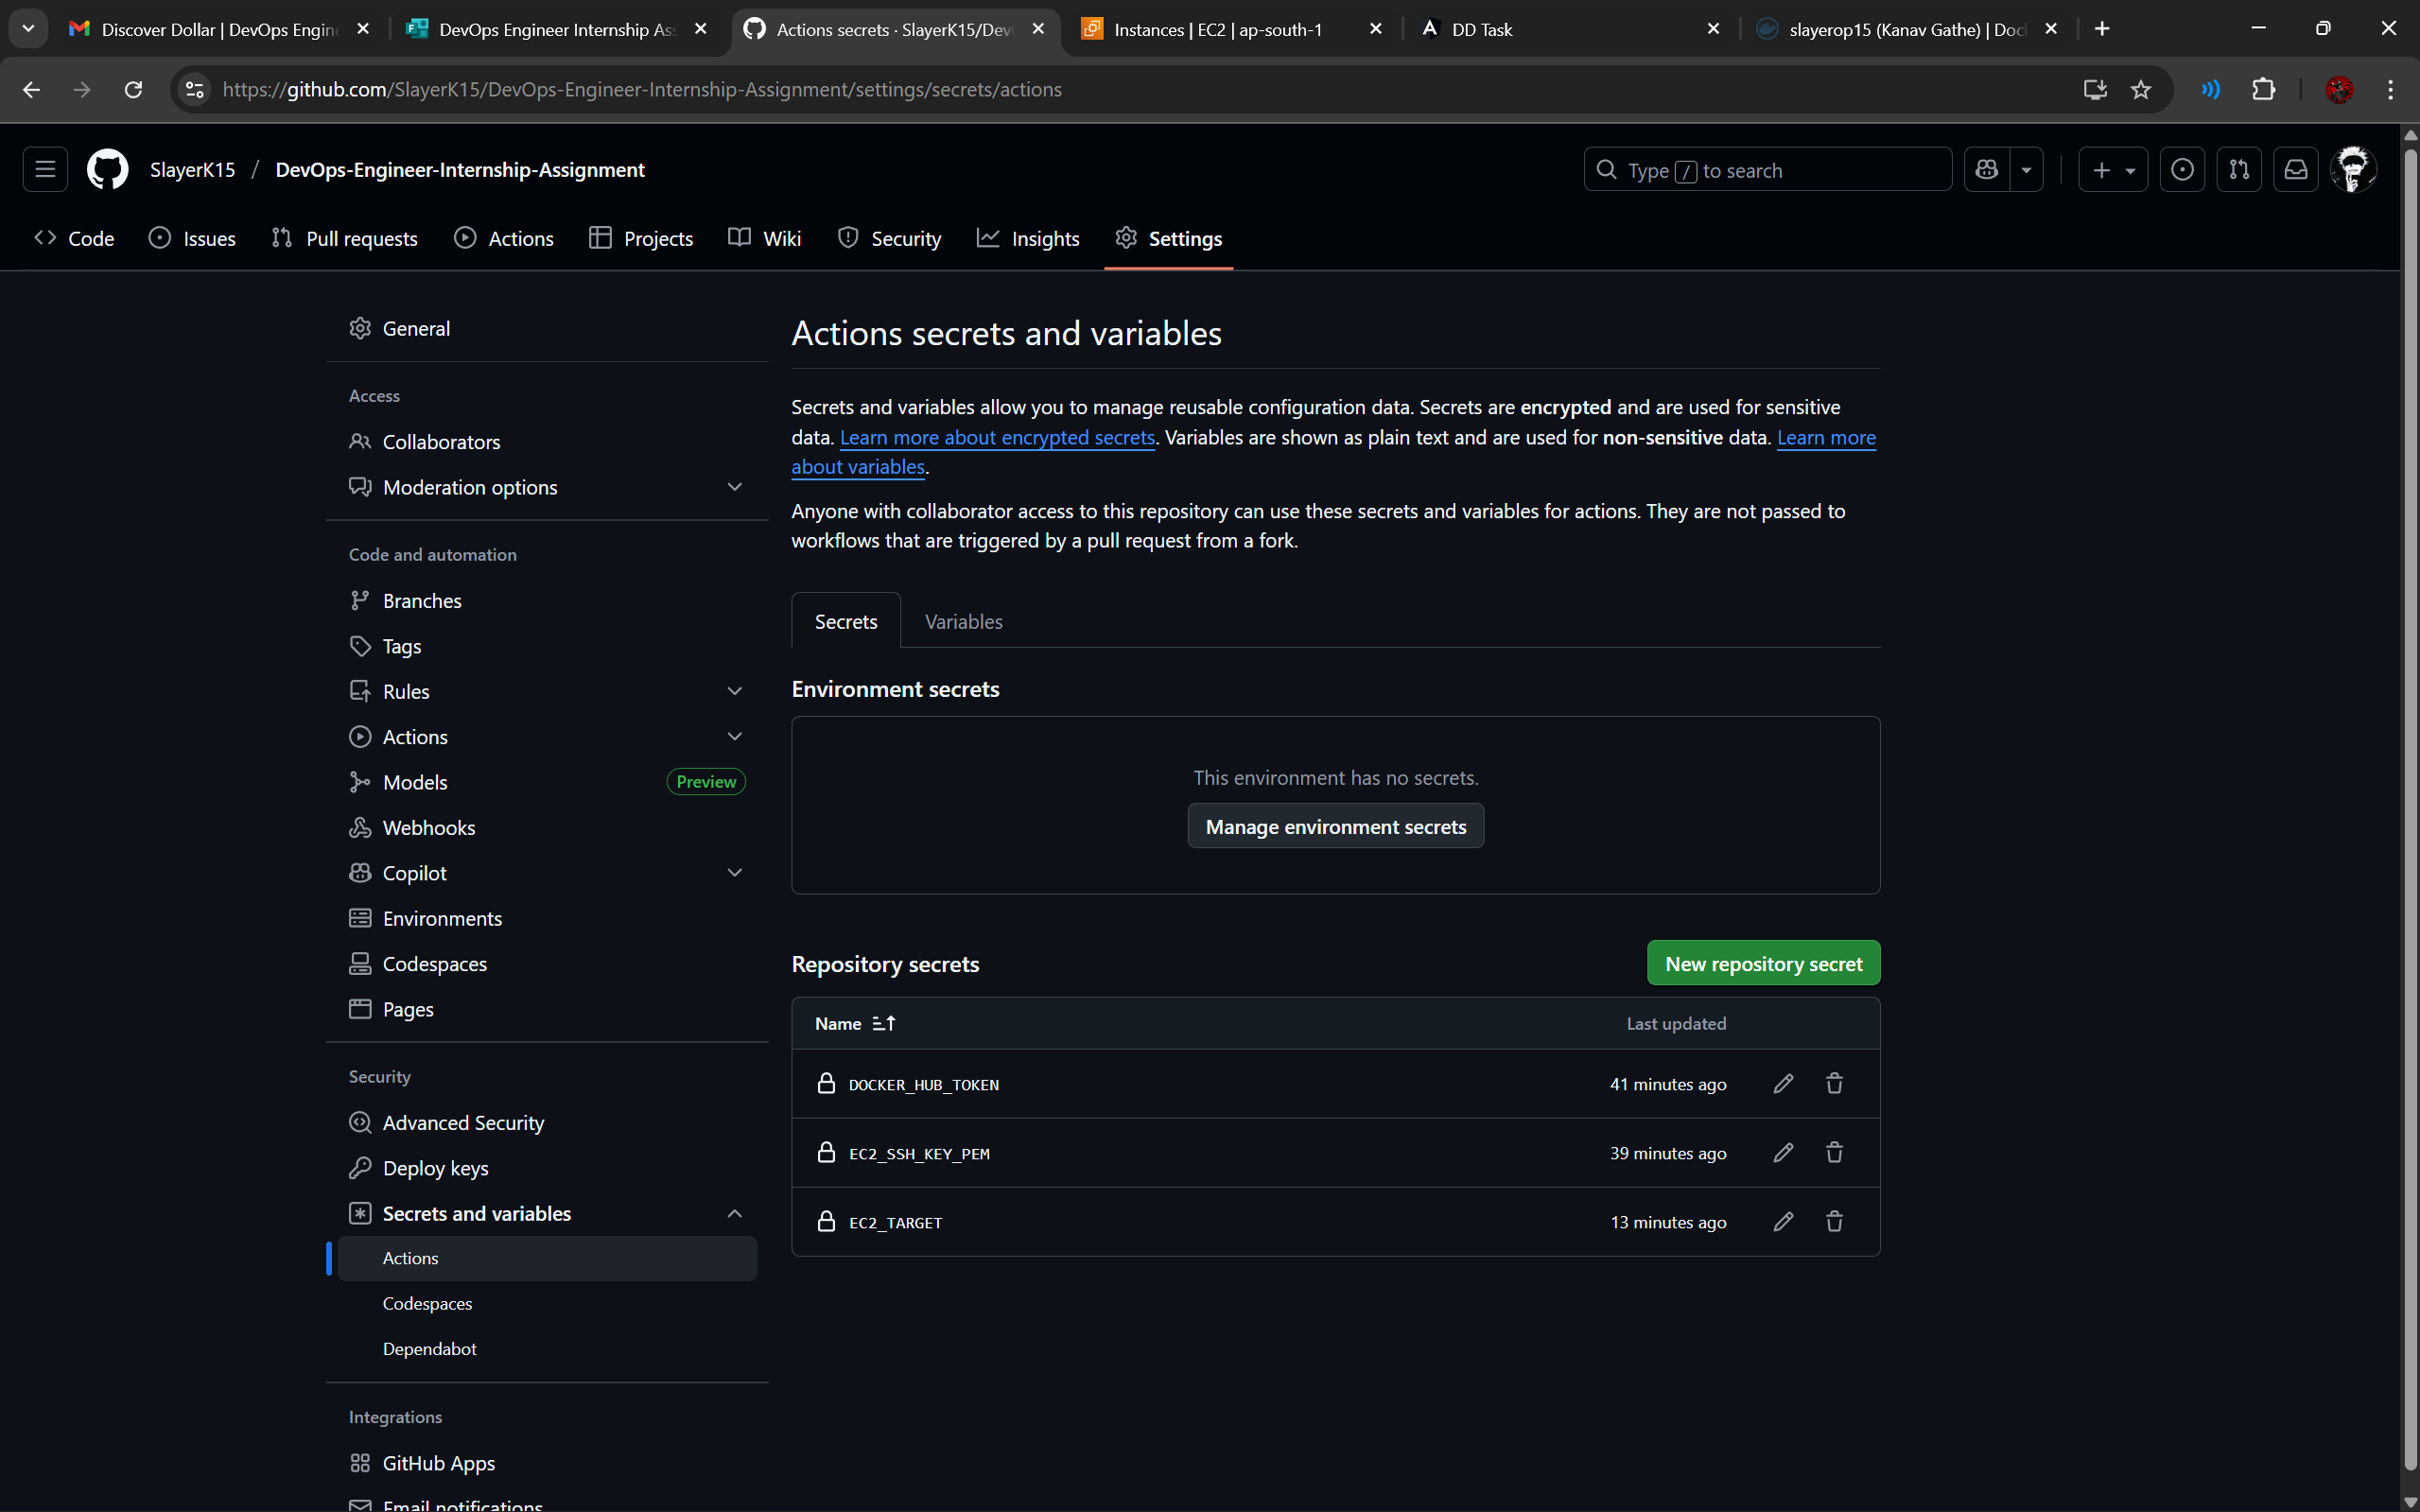 Discover Dollar | DevOps Engin
DevOps Engineer Internship As
Actions secrets · SlayerK15/Dev
Instances | EC2 | ap-south-1
DD Task
slayerop15 (Kanav Gathe) | Doc
https://github.com/SlayerK15/DevOps-Engineer-Internship-Assignment/settings/secrets/actions
SlayerK15 / DevOps-Engineer-Internship-Assignment
Type / to search
Code
Issues
Pull requests
Actions
Projects
Wiki
Security
Insights
Settings
General
Access
Collaborators
Moderation options
Code and automation
Branches
Tags
Rules
Actions
Models
Preview
Webhooks
Copilot
Environments
Codespaces
Pages
Security
Advanced Security
Deploy keys
Secrets and variables
Actions
Codespaces
Dependabot
Integrations
GitHub Apps
Email notifications
Actions secrets and variables
Secrets and variables allow you to manage reusable configuration data. Secrets are encrypted and are used for sensitive
data. Learn more about encrypted secrets. Variables are shown as plain text and are used for non-sensitive data. Learn more
about variables.
Anyone with collaborator access to this repository can use these secrets and variables for actions. They are not passed to
workflows that are triggered by a pull request from a fork.
Secrets
Variables
Environment secrets
This environment has no secrets.
Manage environment secrets
Repository secrets
New repository secret
Name
Last updated
DOCKER_HUB_TOKEN
41 minutes ago
EC2_SSH_KEY_PEM
39 minutes ago
EC2_TARGET
13 minutes ago